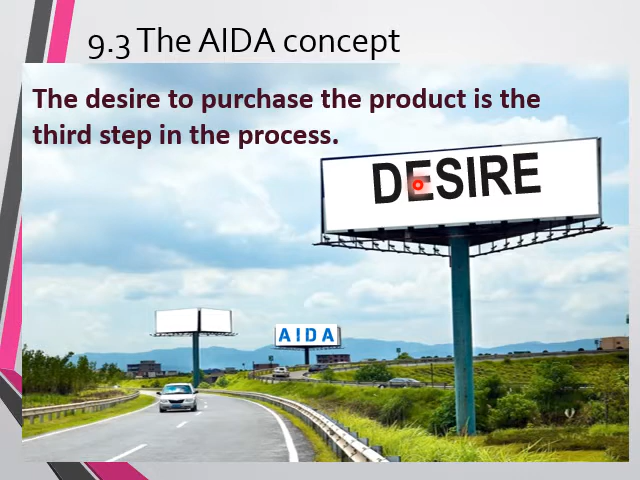 9.3 The AIDA concept
The desire to purchase the product is the
third step in the process.
DESIRE
AIDA